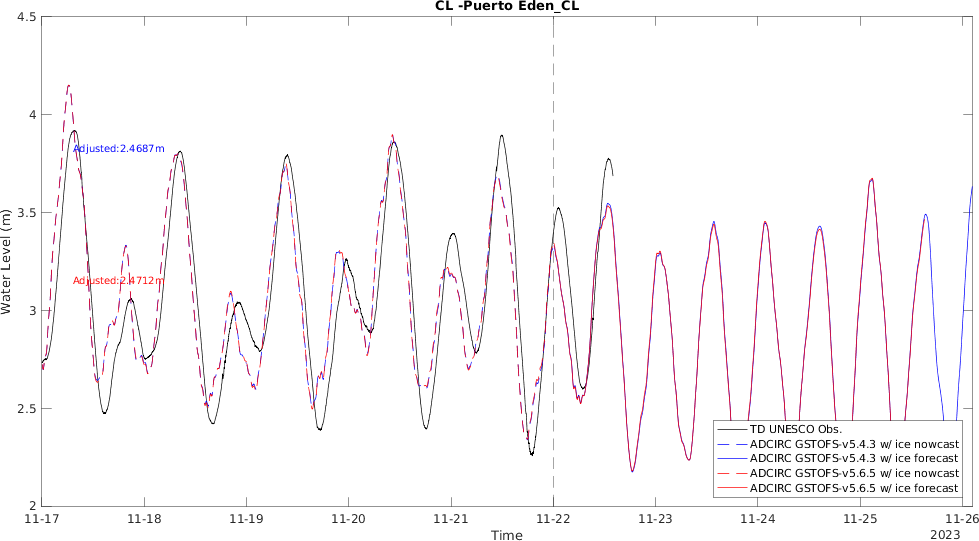 CL -Puerto Eden_CL
4.5
4
3.5
3
2.5
2
Water Level (m)
Adjusted:2.4687m
Adjusted:2.4712m
TD UNESCO Obs.
ADCIRC GSTOFS-v5.4.3 w/ ice nowcast
ADCIRC GSTOFS-v5.4.3 w/ ice forecast
ADCIRC GSTOFS-v5.6.5 w/ ice nowcast
ADCIRC GSTOFS-v5.6.5 w/ ice forecast
11-17 11-18 11-19 11-20 11-21 11-22 11-23 11-24 11-25 11-26
Time
2023